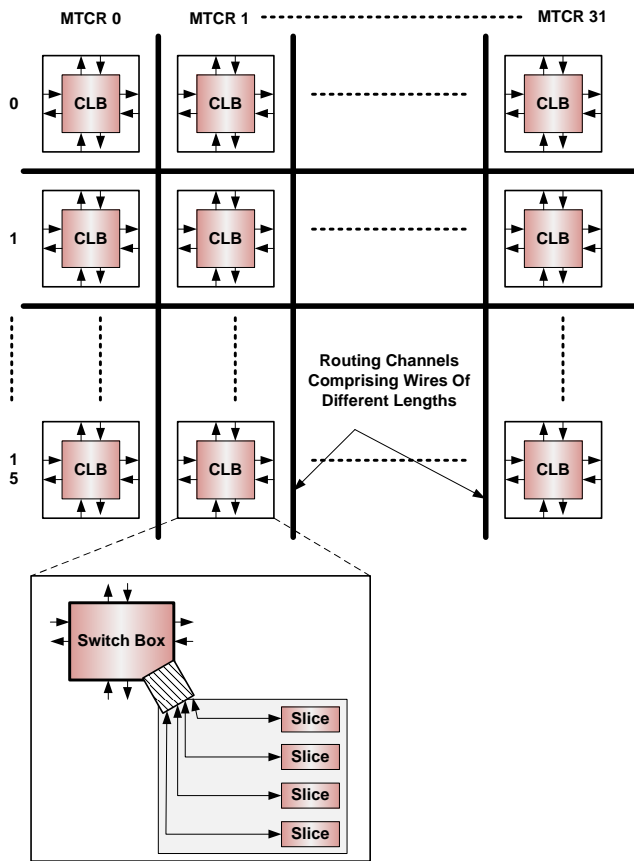 MTCR 0 MTCR 1 MTCR 31
0 CLB CLB CLB
1 CLB CLB CLB
Routing Channels
Comprising Wires Of
Different Lengths
1
5
CLB CLB CLB
Switch Box
Slice
Slice
Slice
Slice